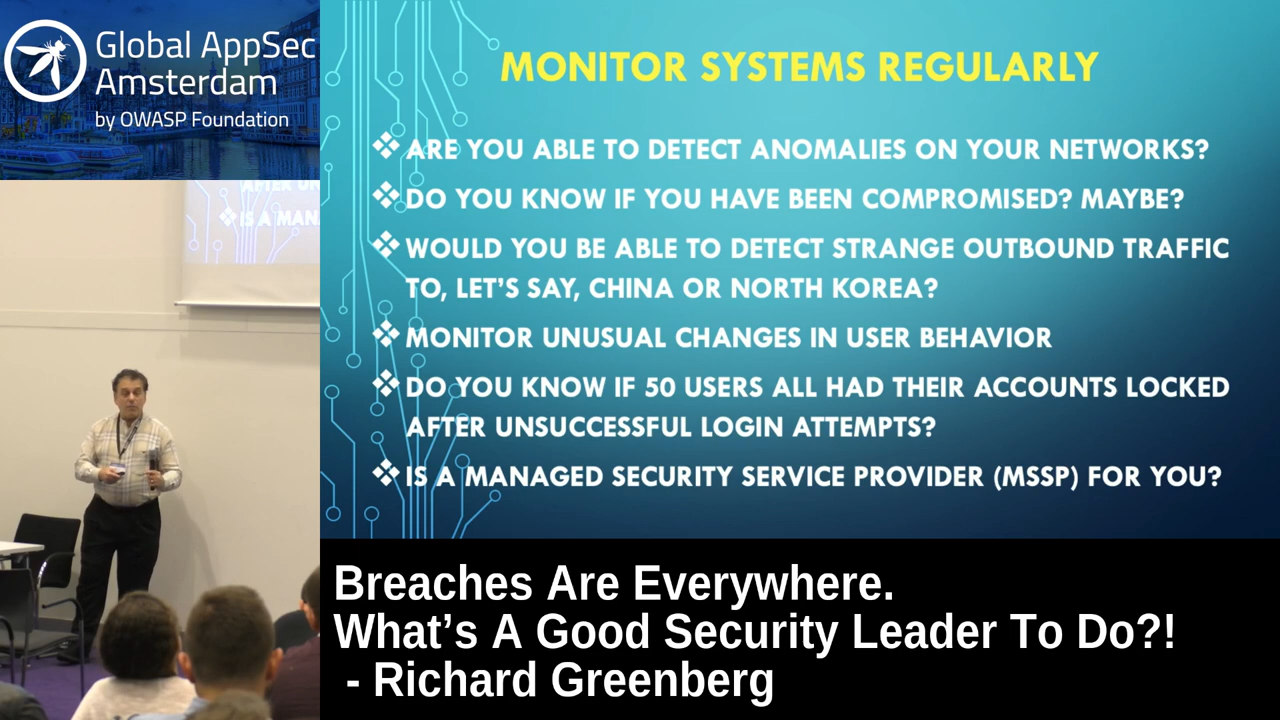 Global AppSec
Amsterdam
by OWASP Foundation
AFTER UN
❖IS A MAN
MONITOR SYSTEMS REGULARLY
❖ARE YOU ABLE TO DETECT ANOMALIES ON YOUR NETWORKS?
❖DO YOU KNOW IF YOU HAVE BEEN COMPROMISED? MAYBE?
❖WOULD YOU BE ABLE TO DETECT STRANGE OUTBOUND TRAFFIC
TO, LET'S SAY, CHINA OR NORTH KOREA?
❖MONITOR UNUSUAL CHANGES IN USER BEHAVIOR
❖DO YOU KNOW IF 50 USERS ALL HAD THEIR ACCOUNTS LOCKED
AFTER UNSUCCESSFUL LOGIN ATTEMPTS?
❖IS A MANAGED SECURITY SERVICE PROVIDER (MSSP) FOR YOU?
Breaches Are Everywhere.
What's A Good Security Leader To Do?!
- Richard Greenberg